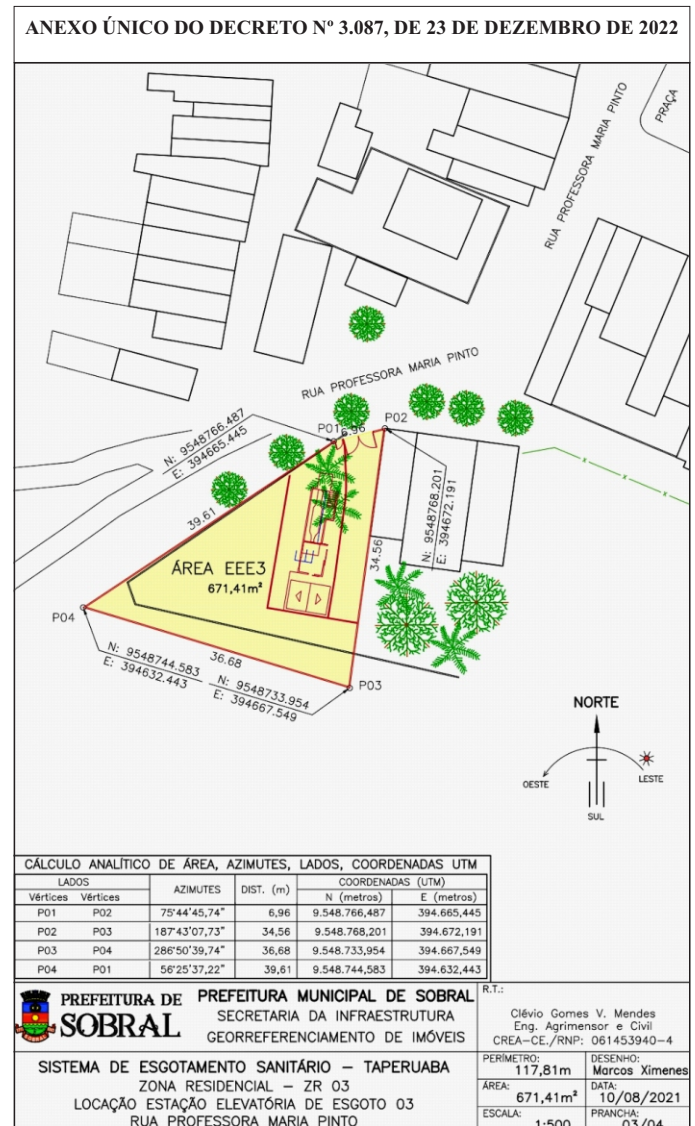 ANEXO ÚNICO DO DECRETO Nº 3.087, DE 23 DE DEZEMBRO DE 2022
PRAÇA
RUA PROFESSORA MARIA PINTO
RUA PROFESSORA MARIA PINTO
P01
6.96
P02
N: 9548766.487
E: 394665.445
N: 9548768.201
E: 394672.191
39.61
34.56
ÁREA EEE3
671,41m²
P04
36.68
N: 9548744.583
E: 394632.443
N: 9548733.954
E: 394667.549
P03
NORTE
OESTE
LESTE
SUL
CÁLCULO ANALÍTICO DE ÁREA, AZIMUTES, LADOS, COORDENADAS UTM
LADOS AZIMUTES DIST. (m) COORDENADAS (UTM)
Vértices Vértices N (metros) E (metros)
P01 P02 75°44'45,74" 6,96 9.548.766,487 394.665,445
P02 P03 187°43'07,73" 34,56 9.548.768,201 394.672,191
P03 P04 286°50'39,74" 36,68 9.548.733,954 394.667,549
P04 P01 56°25'37,22" 39,61 9.548.744,583 394.632,443
PREFEITURA DE
SOBRAL
PREFEITURA MUNICIPAL DE SOBRAL
SECRETARIA DA INFRAESTRUTURA
GEORREFERENCIAMENTO DE IMÓVEIS
R.T.:
Clévio Gomes V. Mendes
Eng. Agrimensor e Civil
CREA-CE./RNP: 061453940-4
SISTEMA DE ESGOTAMENTO SANITÁRIO – TAPERUABA
ZONA RESIDENCIAL – ZR 03
LOCAÇÃO ESTAÇÃO ELEVATÓRIA DE ESGOTO 03
RUA PROFESSORA MARIA PINTO
PERÍMETRO:
117,81m
DESENHO:
Marcos Ximenes
ÁREA:
671,41m²
DATA:
10/08/2021
ESCALA:
1:500
PRANCHA:
03/04